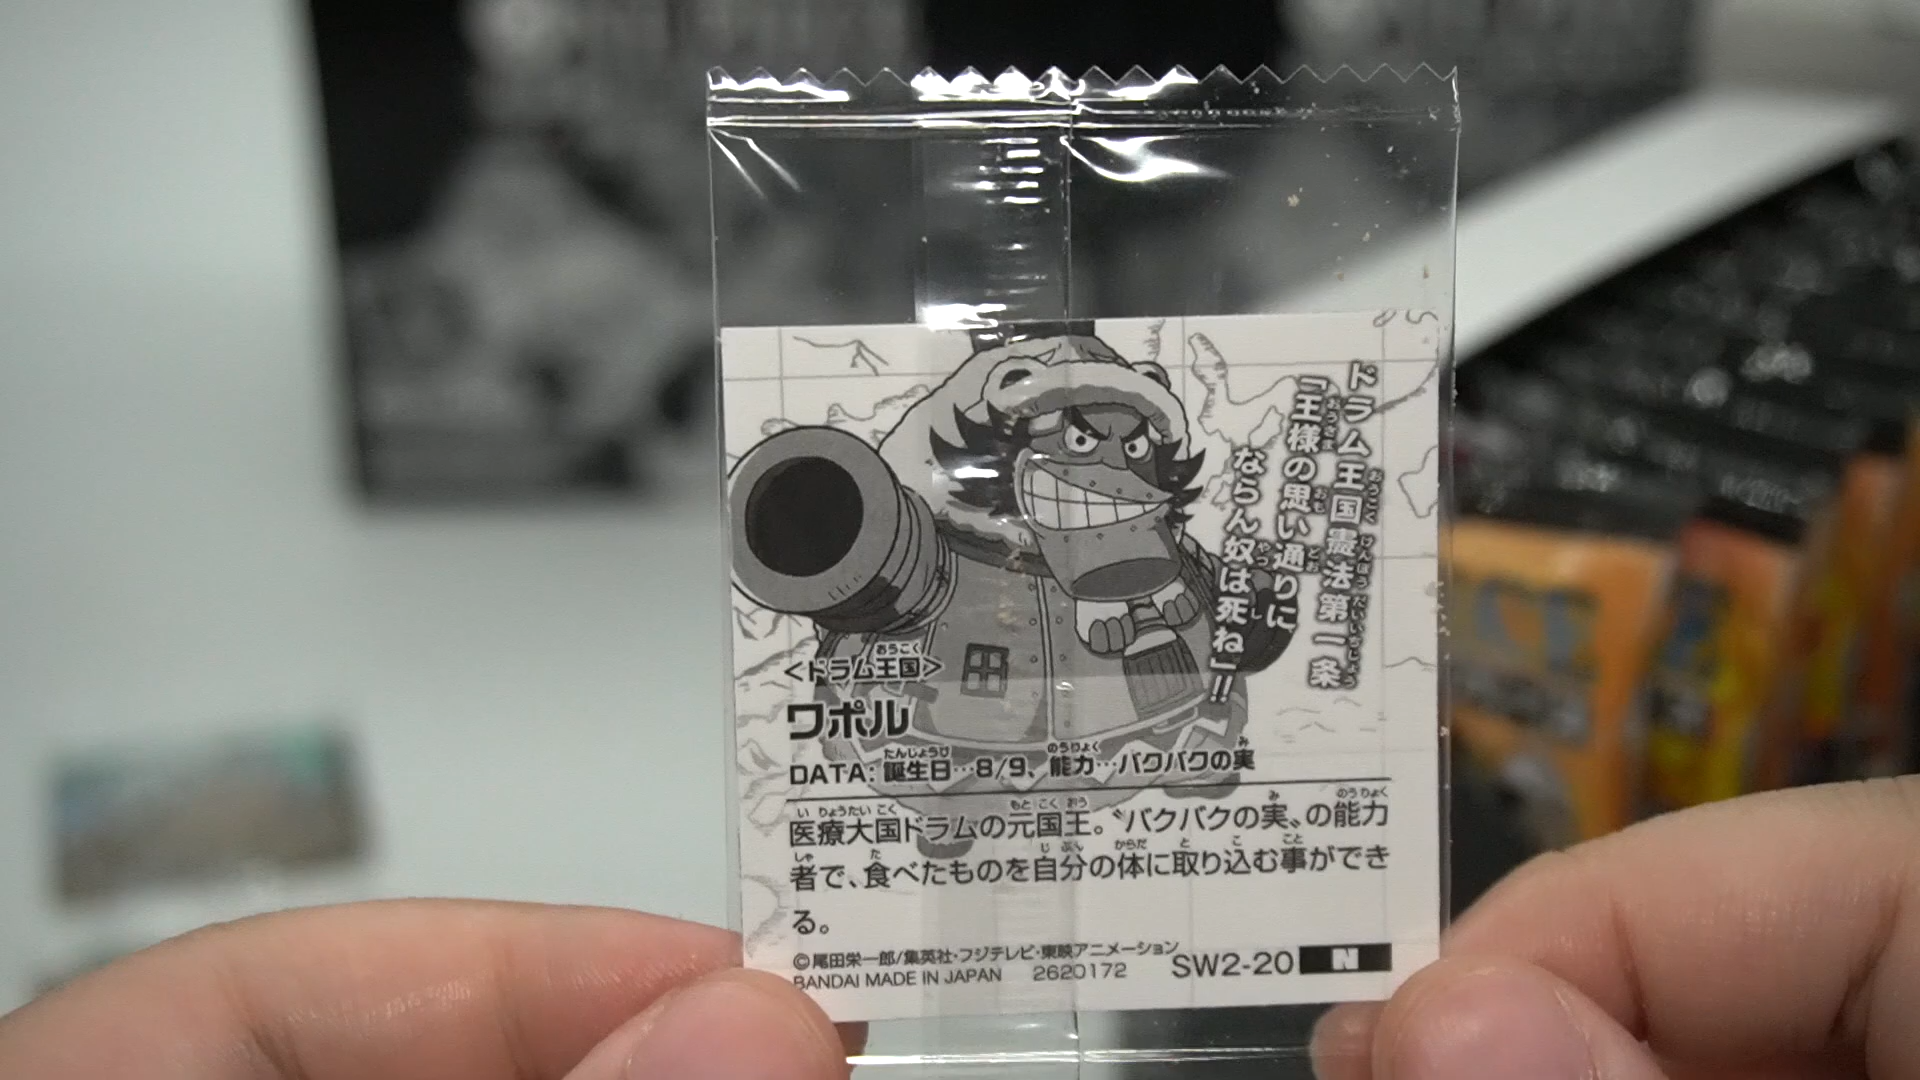 ドラム王国憲法第一条
「王様の思い通りに
ならん奴は死ね」!!
<ドラム王国>
ワポル
DATA: 誕生日…8/9、能力…バクバクの実
医療大国ドラムの元国王。〝バクバクの実〟の能力
者で、食べたものを自分の体に取り込む事ができ
る。
©尾田栄一郎/集英社・フジテレビ・東映アニメーション
BANDAI MADE IN JAPAN 2620172 SW2-20 N